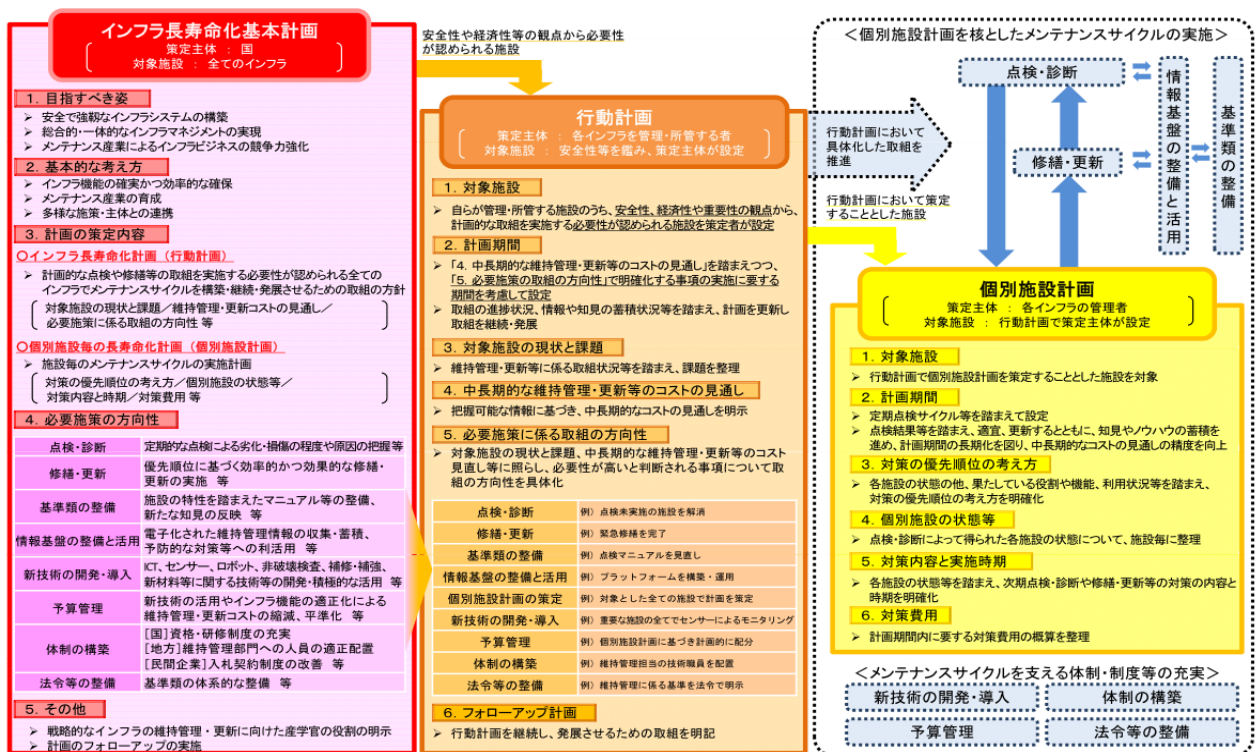 インフラ長寿命化基本計画
策定主体 ： 国
対象施設 ： 全てのインフラ
1. 目指すべき姿
➢ 安全で強靱なインフラシステムの構築
➢ 総合的・一体的なインフラマネジメントの実現
➢ メンテナンス産業によるインフラビジネスの競争力強化
2. 基本的な考え方
➢ インフラ機能の確実かつ効率的な確保
➢ メンテナンス産業の育成
➢ 多様な施策・主体との連携
3. 計画の策定内容
○インフラ長寿命化計画（行動計画）
➢ 計画的な点検や修繕等の取組を実施する必要性が認められる全ての
インフラでメンテナンスサイクルを構築・継続・発展させるための取組の方針
対象施設の現状と課題／維持管理・更新コストの見通し／
必要施策に係る取組の方向性 等
○個別施設毎の長寿命化計画（個別施設計画）
➢ 施設毎のメンテナンスサイクルの実施計画
対策の優先順位の考え方／個別施設の状態等／
対策内容と時期／対策費用 等
4. 必要施策の方向性
点検・診断 定期的な点検による劣化・損傷の程度や原因の把握等
修繕・更新 優先順位に基づく効率的かつ効果的な修繕・
更新の実施 等
基準類の整備 施設の特性を踏まえたマニュアル等の整備、
新たな知見の反映 等
情報基盤の整備と活用 電子化された維持管理情報の収集・蓄積、
予防的な対策等への利活用 等
新技術の開発・導入 ICT、センサー、ロボット、非破壊検査、補修・補強、
新材料等に関する技術等の開発・積極的な活用 等
予算管理 新技術の活用やインフラ機能の適正化による
維持管理・更新コストの縮減、平準化 等
体制の構築 ［国］資格・研修制度の充実
［地方］維持管理部門への人員の適正配置
［民間企業］入札契約制度の改善 等
法令等の整備 基準類の体系的な整備 等
5. その他
➢ 戦略的なインフラの維持管理・更新に向けた産学官の役割の明示
➢ 計画のフォローアップの実施
安全性や経済性等の観点から必要性
が認められる施設
行動計画
策定主体 ： 各インフラを管理・所管する者
対象施設 ： 安全性等を鑑み、策定主体が設定
1. 対象施設
➢ 自らが管理・所管する施設のうち、安全性、経済性や重要性の観点から、
計画的な取組を実施する必要性が認められる施設を策定者が設定
2. 計画期間
➢ 「4. 中長期的な維持管理・更新等のコストの見通し」を踏まえつつ、
「5. 必要施策の取組の方向性」で明確化する事項の実施に要する
期間を考慮して設定
➢ 取組の進捗状況、情報や知見の蓄積状況等を踏まえ、計画を更新し
取組を継続・発展
3. 対象施設の現状と課題
➢ 維持管理・更新等に係る取組状況等を踏まえ、課題を整理
4. 中長期的な維持管理・更新等のコストの見通し
➢ 把握可能な情報に基づき、中長期的なコストの見通しを明示
5. 必要施策に係る取組の方向性
➢ 対象施設の現状と課題、中長期的な維持管理・更新等のコスト
見直し等に照らし、必要性が高いと判断される事項について取
組の方向性を具体化
点検・診断 例）点検未実施の施設を解消
修繕・更新 例）緊急修繕を完了
基準類の整備 例）点検マニュアルを見直し
情報基盤の整備と活用 例）プラットフォームを構築・運用
個別施設計画の策定 例）対象とした全ての施設で計画を策定
新技術の開発・導入 例）重要な施設の全てでセンサーによるモニタリング
予算管理 例）個別施設計画に基づき計画的に配分
体制の構築 例）維持管理担当の技術職員を配置
法令等の整備 例）維持管理に係る基準を法令で明示
6. フォローアップ計画
➢ 行動計画を継続し、発展させるための取組を明記
行動計画において
具体化した取組を
推進
行動計画において策定
することとした施設
＜個別施設計画を核としたメンテナンスサイクルの実施＞
点検・診断
修繕・更新
情報基盤の整備と活用
基準類の整備
個別施設計画
策定主体 ： 各インフラの管理者
対象施設 ： 行動計画で策定主体が設定
1. 対象施設
➢ 行動計画で個別施設計画を策定することとした施設を対象
2. 計画期間
➢ 定期点検サイクル等を踏まえて設定
➢ 点検結果等を踏まえ、適宜、更新するとともに、知見やノウハウの蓄積を
進め、計画期間の長期化を図り、中長期的なコストの見通しの精度を向上
3. 対策の優先順位の考え方
➢ 各施設の状態の他、果たしている役割や機能、利用状況等を踏まえ、
対策の優先順位の考え方を明確化
4. 個別施設の状態等
➢ 点検・診断によって得られた各施設の状態について、施設毎に整理
5. 対策内容と実施時期
➢ 各施設の状態等を踏まえ、次期点検・診断や修繕・更新等の対策の内容と
時期を明確化
6. 対策費用
➢ 計画期間内に要する対策費用の概算を整理
＜メンテナンスサイクルを支える体制・制度等の充実＞
新技術の開発・導入 体制の構築
予算管理 法令等の整備